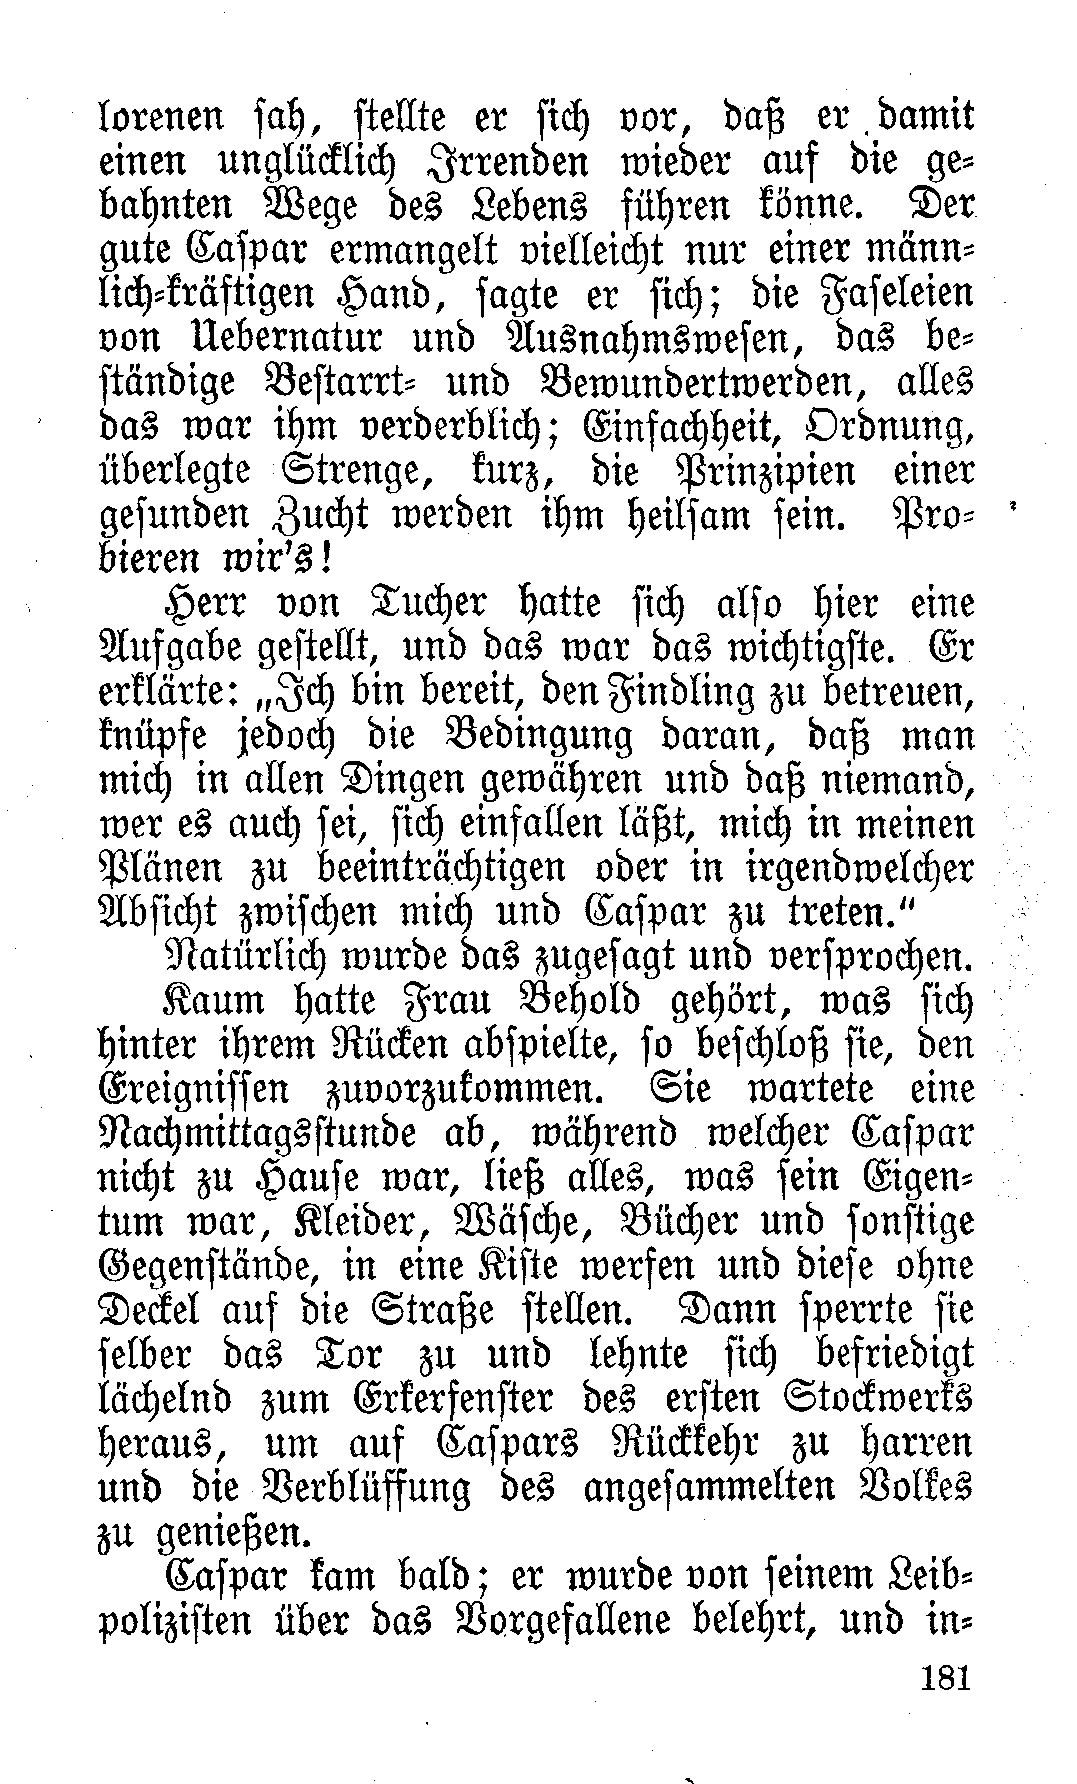 lorenen sah, stellte er sich vor, daß er damit
einen unglücklich Irrenden wieder auf die ge-
bahnten Wege des Lebens führen könne. Der
gute Caspar ermangelt vielleicht nur einer männ-
lich-kräftigen Hand, sagte er sich; die Faseleien
von Uebernatur und Ausnahmswesen, das be-
ständige Bestarrt- und Bewundertwerden, alles
das war ihm verderblich; Einfachheit, Ordnung,
überlegte Strenge, kurz, die Prinzipien einer
gesunden Zucht werden ihm heilsam sein. Pro-
bieren wir's!
Herr von Tucher hatte sich also hier eine
Aufgabe gestellt, und das war das wichtigste. Er
erklärte: „Ich bin bereit, den Findling zu betreuen,
knüpfe jedoch die Bedingung daran, daß man
mich in allen Dingen gewähren und daß niemand,
wer es auch sei, sich einfallen läßt, mich in meinen
Plänen zu beeinträchtigen oder in irgendwelcher
Absicht zwischen mich und Caspar zu treten."
Natürlich wurde das zugesagt und versprochen.
Kaum hatte Frau Behold gehört, was sich
hinter ihrem Rücken abspielte, so beschloß sie, den
Ereignissen zuvorzukommen. Sie wartete eine
Nachmittagsstunde ab, während welcher Caspar
nicht zu Hause war, ließ alles, was sein Eigen-
tum war, Kleider, Wäsche, Bücher und sonstige
Gegenstände, in eine Kiste werfen und diese ohne
Deckel auf die Straße stellen. Dann sperrte sie
selber das Tor zu und lehnte sich befriedigt
lächelnd zum Erkerfenster des ersten Stockwerks
heraus, um auf Caspars Rückkehr zu harren
und die Verblüffung des angesammelten Volkes
zu genießen.
Caspar kam bald; er wurde von seinem Leib-
polizisten über das Vorgefallene belehrt, und in-
181